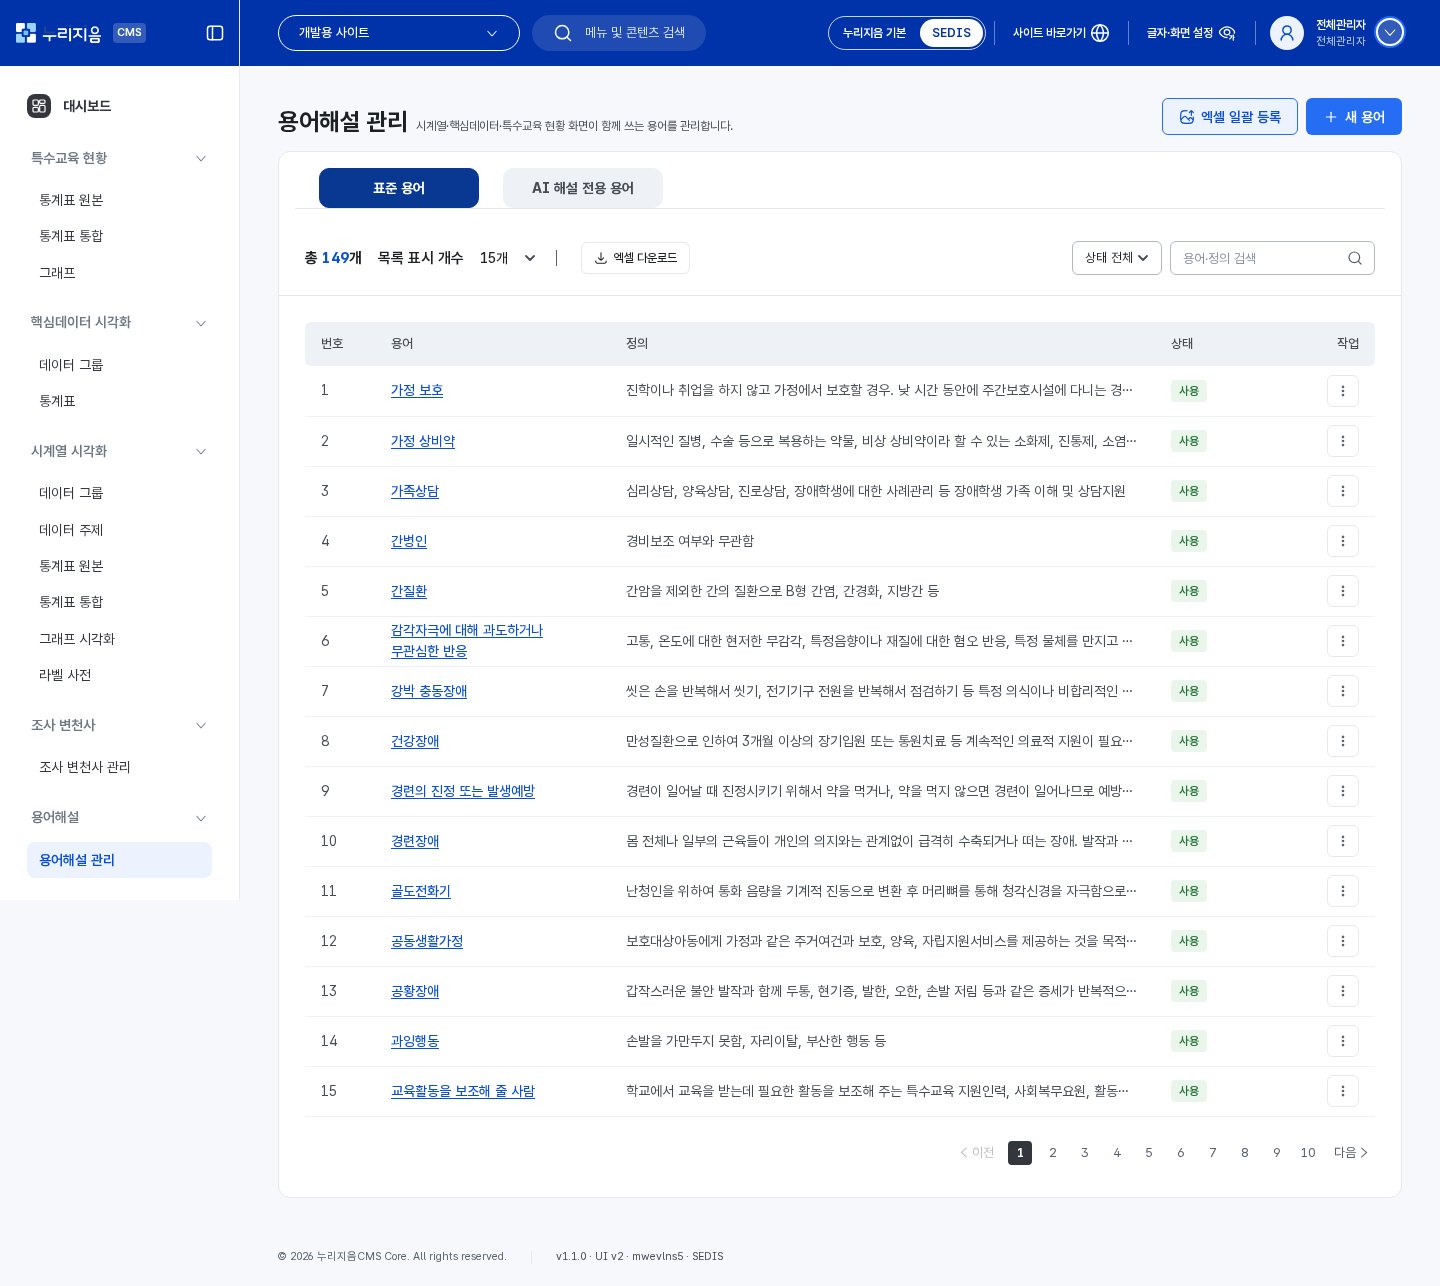 누리지음 CMS
개발용 사이트
메뉴 및 콘텐츠 검색
누리지음 기본 SEDIS
사이트 바로가기
글자·화면 설정
전체관리자
전체관리자
대시보드
특수교육 현황
통계표 원본
통계표 통합
그래프
핵심데이터 시각화
데이터 그룹
통계표
시계열 시각화
데이터 그룹
데이터 주제
통계표 원본
통계표 통합
그래프 시각화
라벨 사전
조사 변천사
조사 변천사 관리
용어해설
용어해설 관리
용어해설 관리 시계열·핵심데이터·특수교육 현황 화면이 함께 쓰는 용어를 관리합니다.
엑셀 일괄 등록 새 용어
표준 용어 AI 해설 전용 용어
총 149개 목록 표시 개수 15개 엑셀 다운로드 상태 전체 용어·정의 검색
번호 용어 정의 상태 작업
1 가정 보호 진학이나 취업을 하지 않고 가정에서 보호할 경우. 낮 시간 동안에 주간보호시설에 다니는 경… 사용
2 가정 상비약 일시적인 질병, 수술 등으로 복용하는 약물, 비상 상비약이라 할 수 있는 소화제, 진통제, 소염… 사용
3 가족상담 심리상담, 양육상담, 진로상담, 장애학생에 대한 사례관리 등 장애학생 가족 이해 및 상담지원 사용
4 간병인 경비보조 여부와 무관함 사용
5 간질환 간암을 제외한 간의 질환으로 B형 간염, 간경화, 지방간 등 사용
6 감각자극에 대해 과도하거나 무관심한 반응 고통, 온도에 대한 현저한 무감각, 특정음향이나 재질에 대한 혐오 반응, 특정 물체를 만지고 … 사용
7 강박 충동장애 씻은 손을 반복해서 씻기, 전기기구 전원을 반복해서 점검하기 등 특정 의식이나 비합리적인 … 사용
8 건강장애 만성질환으로 인하여 3개월 이상의 장기입원 또는 통원치료 등 계속적인 의료적 지원이 필요… 사용
9 경련의 진정 또는 발생예방 경련이 일어날 때 진정시키기 위해서 약을 먹거나, 약을 먹지 않으면 경련이 일어나므로 예방… 사용
10 경련장애 몸 전체나 일부의 근육들이 개인의 의지와는 관계없이 급격히 수축되거나 떠는 장애. 발작과 … 사용
11 골도전화기 난청인을 위하여 통화 음량을 기계적 진동으로 변환 후 머리뼈를 통해 청각신경을 자극함으로… 사용
12 공동생활가정 보호대상아동에게 가정과 같은 주거여건과 보호, 양육, 자립지원서비스를 제공하는 것을 목적… 사용
13 공황장애 갑작스러운 불안 발작과 함께 두통, 현기증, 발한, 오한, 손발 저림 등과 같은 증세가 반복적으… 사용
14 과잉행동 손발을 가만두지 못함, 자리이탈, 부산한 행동 등 사용
15 교육활동을 보조해 줄 사람 학교에서 교육을 받는데 필요한 활동을 보조해 주는 특수교육 지원인력, 사회복무요원, 활동… 사용
이전 1 2 3 4 5 6 7 8 9 10 다음
© 2026 누리지음CMS Core. All rights reserved. v1.1.0 · UI v2 · mwevlns5 · SEDIS